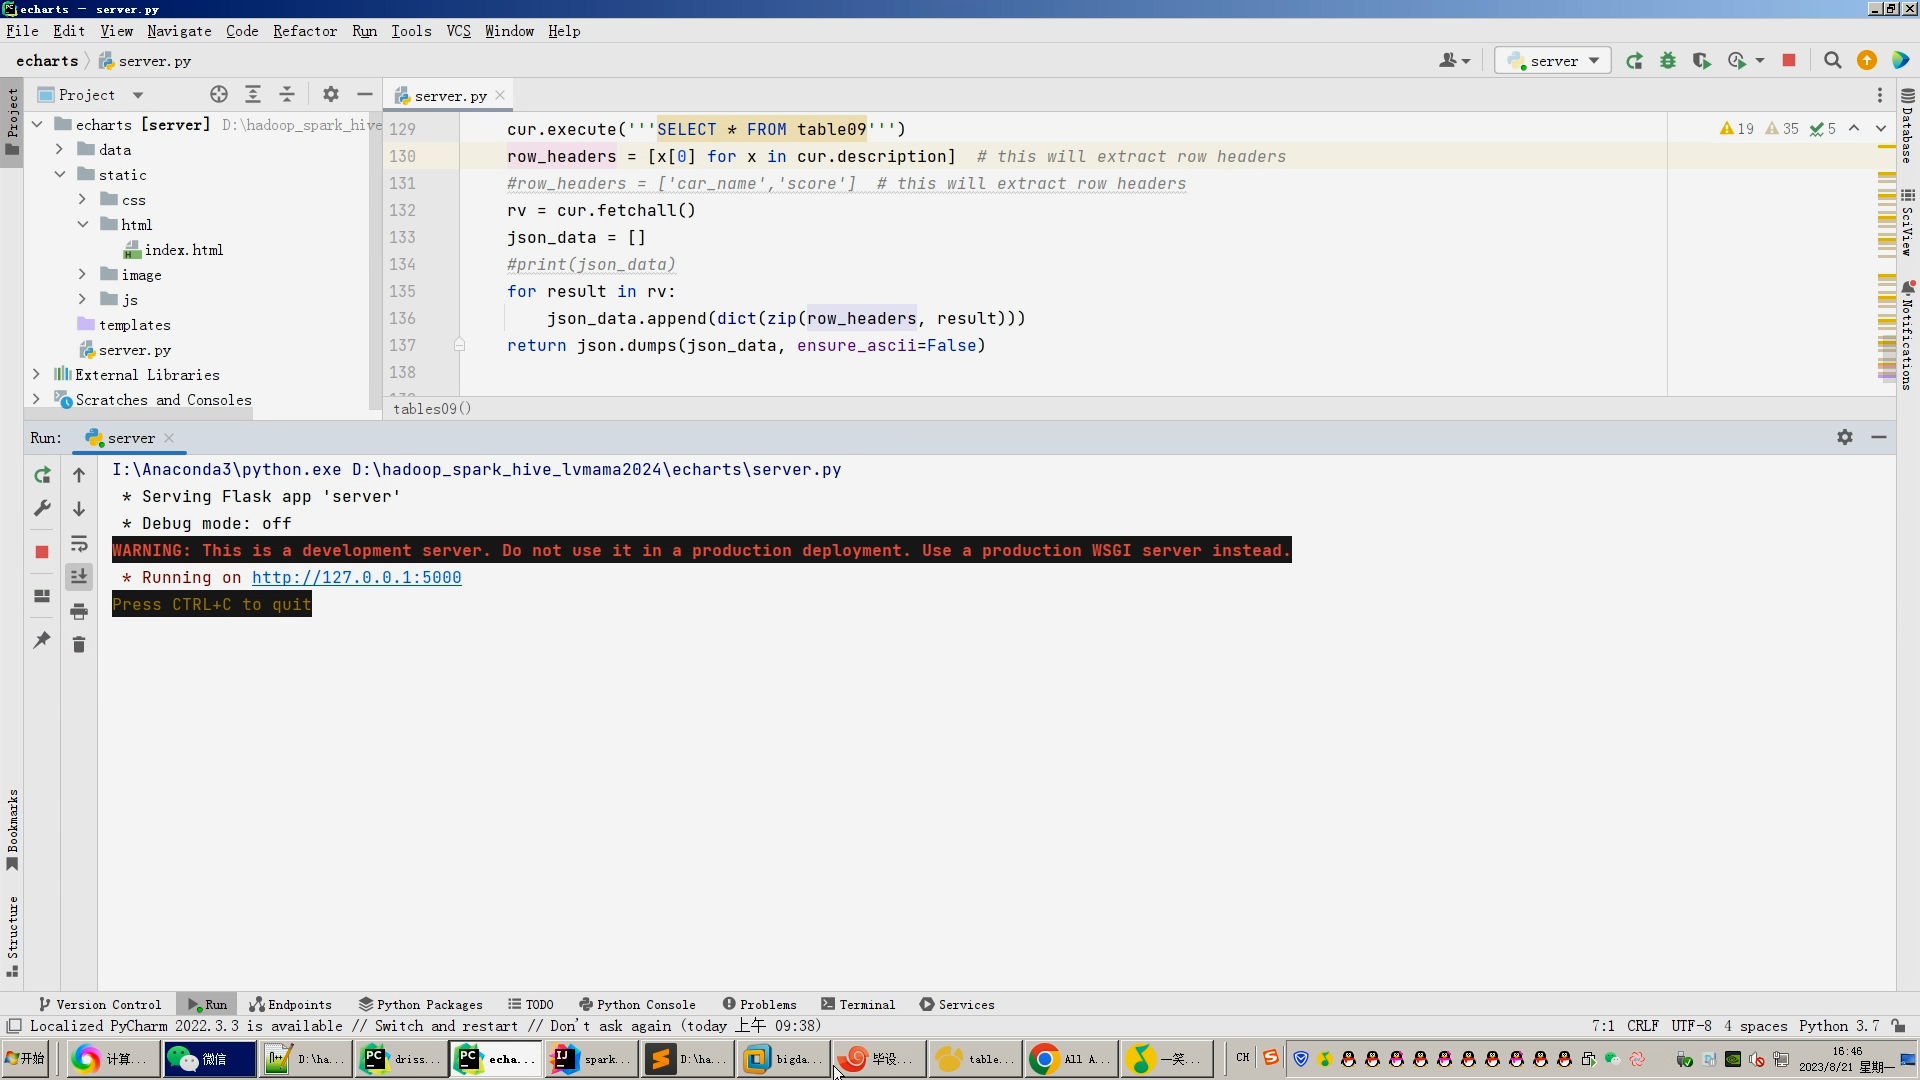 echarts – server.py
File Edit View Navigate Code Refactor Run Tools VCS Window Help
echarts server.py
server
Project
server.py
129 cur.execute('''SELECT * FROM table09''')
130 row_headers = [x[0] for x in cur.description]  # this will extract row headers
131 #row_headers = ['car_name','score']  # this will extract row headers
132 rv = cur.fetchall()
133 json_data = []
134 #print(json_data)
135 for result in rv:
136 json_data.append(dict(zip(row_headers, result)))
137 return json.dumps(json_data, ensure_ascii=False)
138
tables09()
19 35 5
echarts [server] D:\hadoop_spark_hive
data
static
css
html
index.html
image
js
templates
server.py
External Libraries
Scratches and Consoles
Project
Bookmarks
Structure
Database
SciView
Notifications
Run: server
I:\Anaconda3\python.exe D:\hadoop_spark_hive_lvmama2024\echarts\server.py
* Serving Flask app 'server'
* Debug mode: off
WARNING: This is a development server. Do not use it in a production deployment. Use a production WSGI server instead.
* Running on http://127.0.0.1:5000
Press CTRL+C to quit
Version Control Run Endpoints Python Packages TODO Python Console Problems Terminal Services
Localized PyCharm 2022.3.3 is available // Switch and restart // Don't ask again (today 上午 09:38)
7:1 CRLF UTF-8 4 spaces Python 3.7
开始 计算... 微信 D:\ha... driss... echa... spark... D:\ha... bigda... 毕设... table... All A... 一笑... CH
16:46
2023/8/21 星期一